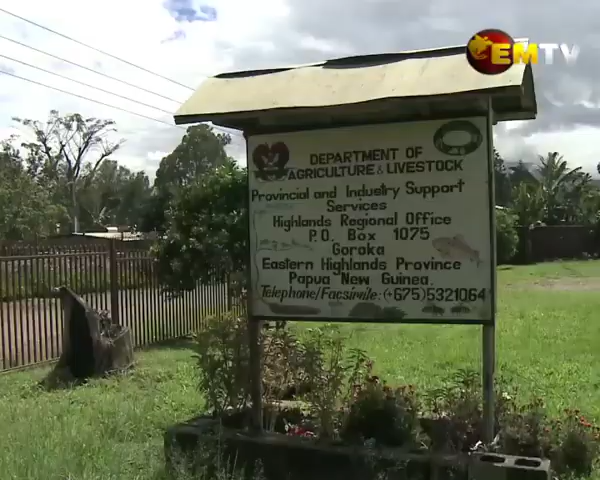 EMTV
DEPARTMENT OF
AGRICULTURE & LIVESTOCK
Provincial and Industry Support
Services
Highlands Regional Office
P.O. Box 1075
Goroka
Eastern Highlands Province
Papua New Guinea.
Telephone/Facsimile: (+675)5321064